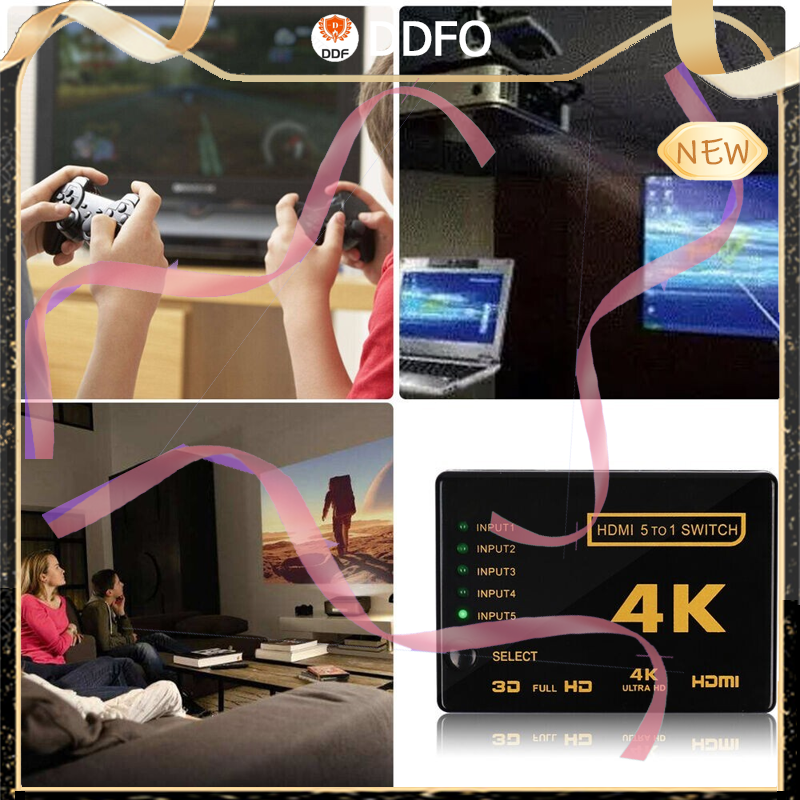 DDF
DDFO
NEW
INPUT1
INPUT2
INPUT3
INPUT4
INPUT5
SELECT
HDMI 5 TO 1 SWITCH
4K
3D FULL HD
4K
ULTRA HD
HDMI